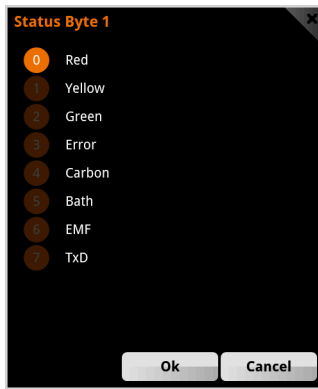 Status Byte 1
0 Red
1 Yellow
2 Green
3 Error
4 Carbon
5 Bath
6 EMF
7 TxD
Ok Cancel